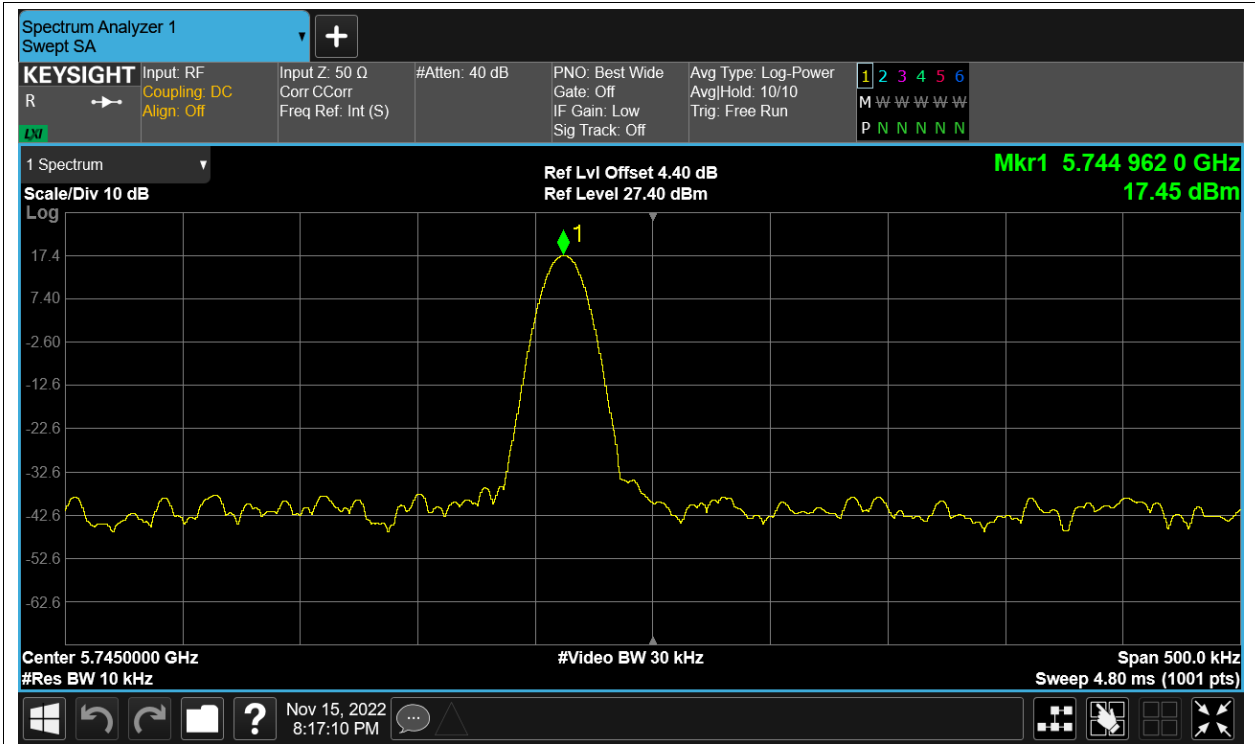 Spectrum Analyzer 1
Swept SA
KEYSIGHT
R
LXI
Input: RF
Coupling: DC
Align: Off
Input Z: 50 Ω
Corr CCorr
Freq Ref: Int (S)
#Atten: 40 dB
PNO: Best Wide
Gate: Off
IF Gain: Low
Sig Track: Off
Avg Type: Log-Power
Avg|Hold: 10/10
Trig: Free Run
1 2 3 4 5 6
M W W W W W
P N N N N N
1 Spectrum
Scale/Div 10 dB
Log
Ref Lvl Offset 4.40 dB
Ref Level 27.40 dBm
Mkr1 5.744 962 0 GHz
17.45 dBm
1
17.4
7.40
-2.60
-12.6
-22.6
-32.6
-42.6
-52.6
-62.6
Center 5.7450000 GHz
#Res BW 10 kHz
#Video BW 30 kHz
Span 500.0 kHz
Sweep 4.80 ms (1001 pts)
?
Nov 15, 2022
8:17:10 PM